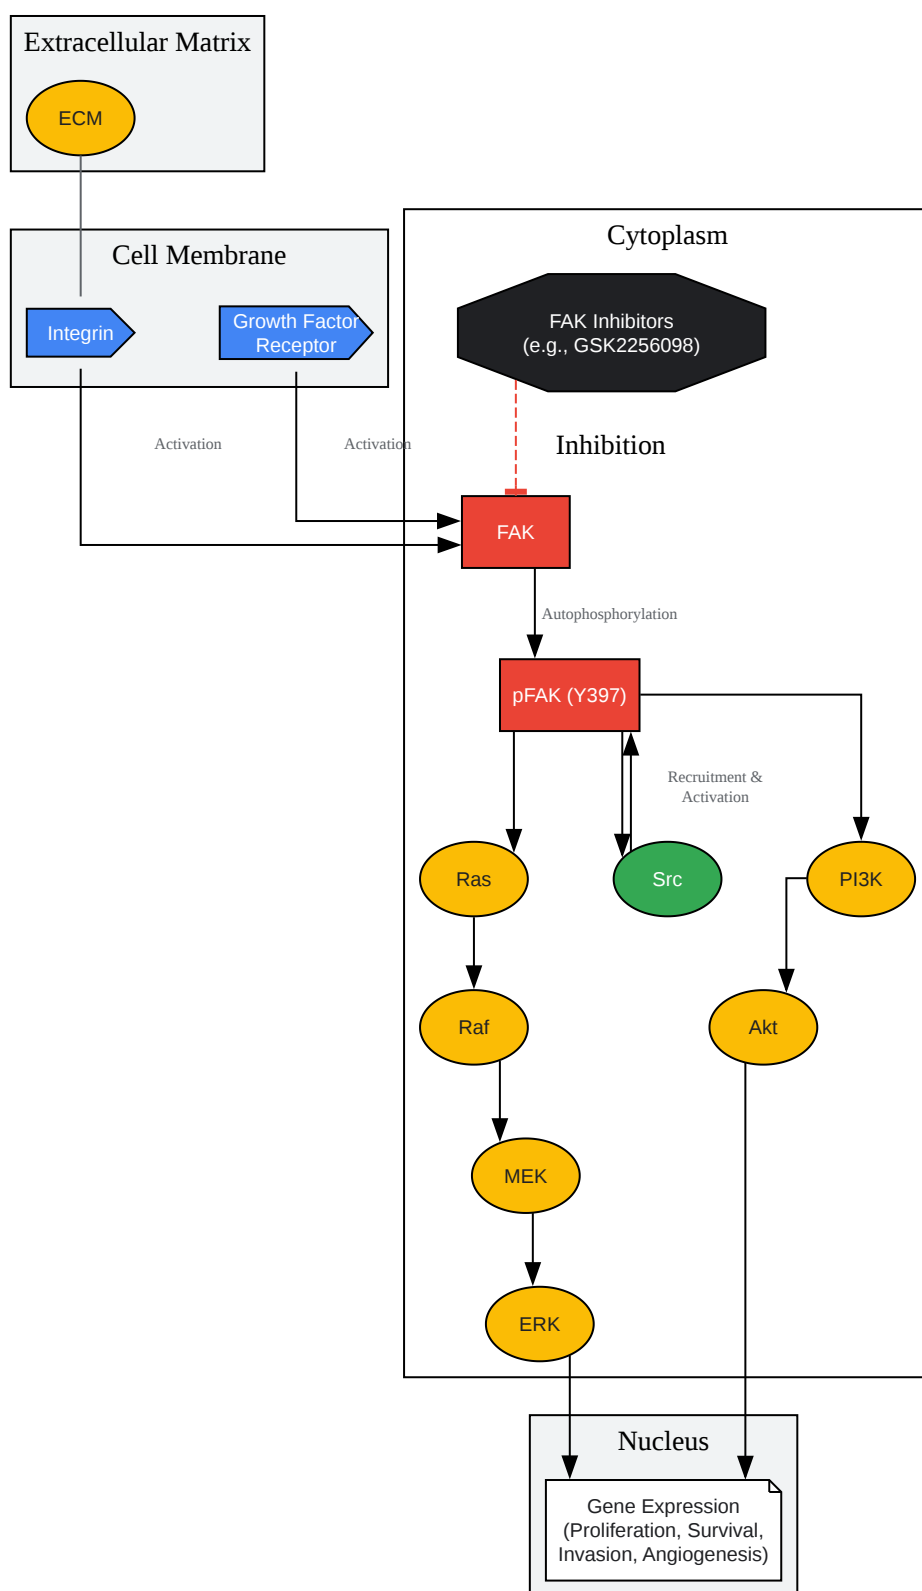 Extracellular Matrix
ECM
Cell Membrane
Integrin
Growth Factor
Receptor
Cytoplasm
FAK Inhibitors
(e.g., GSK2256098)
Activation
Activation
Inhibition
FAK
Autophosphorylation
pFAK (Y397)
Recruitment &
Activation
Ras
Src
PI3K
Raf
Akt
MEK
ERK
Nucleus
Gene Expression
(Proliferation, Survival,
Invasion, Angiogenesis)